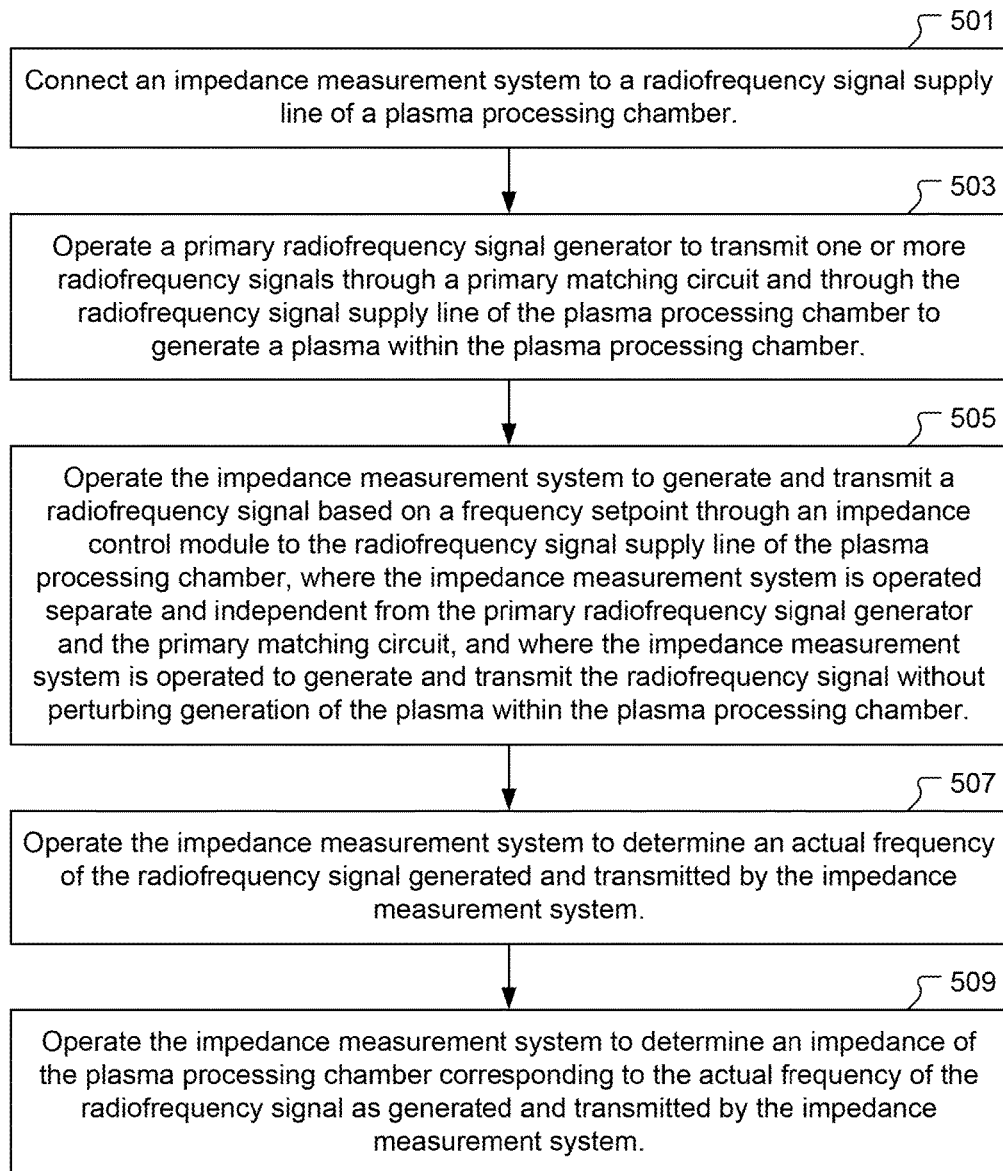 501
Connect an impedance measurement system to a radiofrequency signal supply
line of a plasma processing chamber.
503
Operate a primary radiofrequency signal generator to transmit one or more
radiofrequency signals through a primary matching circuit and through the
radiofrequency signal supply line of the plasma processing chamber to
generate a plasma within the plasma processing chamber.
505
Operate the impedance measurement system to generate and transmit a
radiofrequency signal based on a frequency setpoint through an impedance
control module to the radiofrequency signal supply line of the plasma
processing chamber, where the impedance measurement system is operated
separate and independent from the primary radiofrequency signal generator
and the primary matching circuit, and where the impedance measurement
system is operated to generate and transmit the radiofrequency signal without
perturbing generation of the plasma within the plasma processing chamber.
507
Operate the impedance measurement system to determine an actual frequency
of the radiofrequency signal generated and transmitted by the impedance
measurement system.
509
Operate the impedance measurement system to determine an impedance of
the plasma processing chamber corresponding to the actual frequency of the
radiofrequency signal as generated and transmitted by the impedance
measurement system.